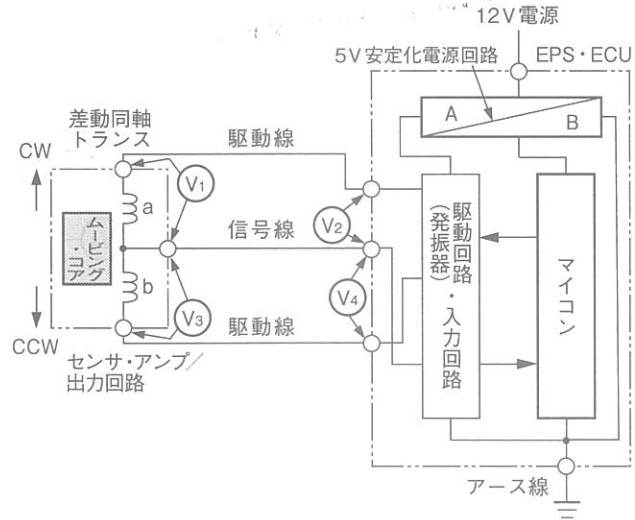 12V電源
5V安定化電源回路
EPS・ECU
A
B
差動同軸
トランス
駆動線
CW
V1
a
ムービング
・コア
信号線
V2
駆動回路
(発振器)・入力回路
マイコン
b
V3
V4
CCW
駆動線
センサ・アンプ/
出力回路
アース線